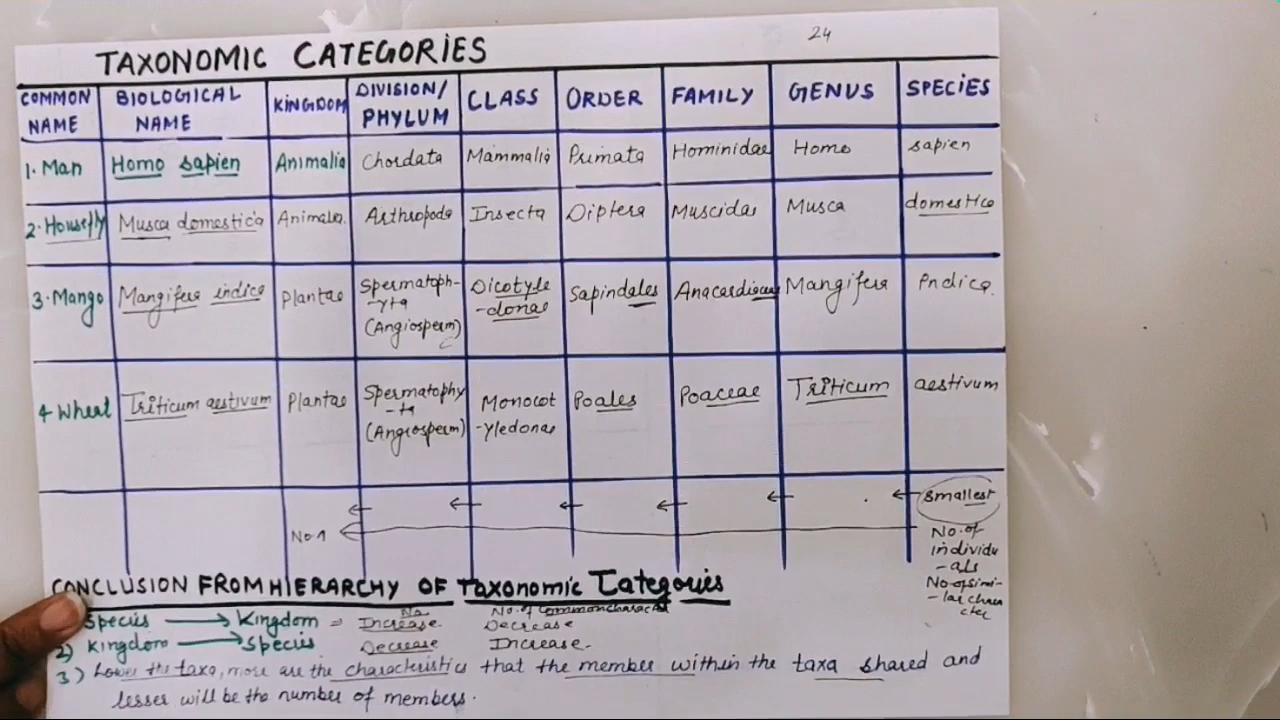 24
TAXONOMIC CATEGORIES
COMMON NAME BIOLOGICAL NAME KINGDOM DIVISION/ PHYLUM CLASS ORDER FAMILY GENUS SPECIES
1. Man Homo sapien Animalia Chordata Mammalia Primata Hominidae Homo sapien
2. Housefly Musca domestica Animalia Arthropoda Insecta Diptera Muscidae Musca domestica
3. Mango Mangifera indica Plantae Spermatoph-yta (Angiosperm) Dicotyle-donae Sapindales Anacardiaceae Mangifera Indica.
4 Wheat Triticum aestivum Plantae Spermatophy-ta (Angiosperm) Monocot-yledonae Poales Poaceae Triticum aestivum
← ← ← ← ← ← smallest
No. ↑ ← No. of
individu
-als
No. of simi-
-lar charac
cter
CONCLUSION FROM HIERARCHY OF Taxonomic Categories
Species → Kingdom = No. Increase. No. of common charac Decrease
2) Kingdom → Species Decrease Increase.
3) Lower the taxa, more are the characteristics that the member within the taxa shared and
lesser will be the number of members.